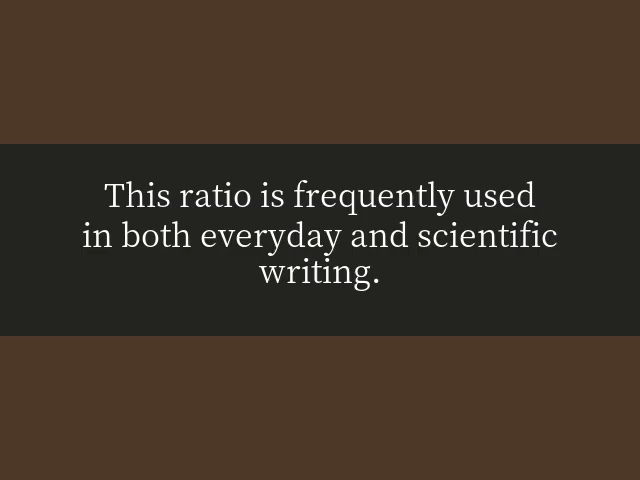 This ratio is frequently used
in both everyday and scientific
writing.